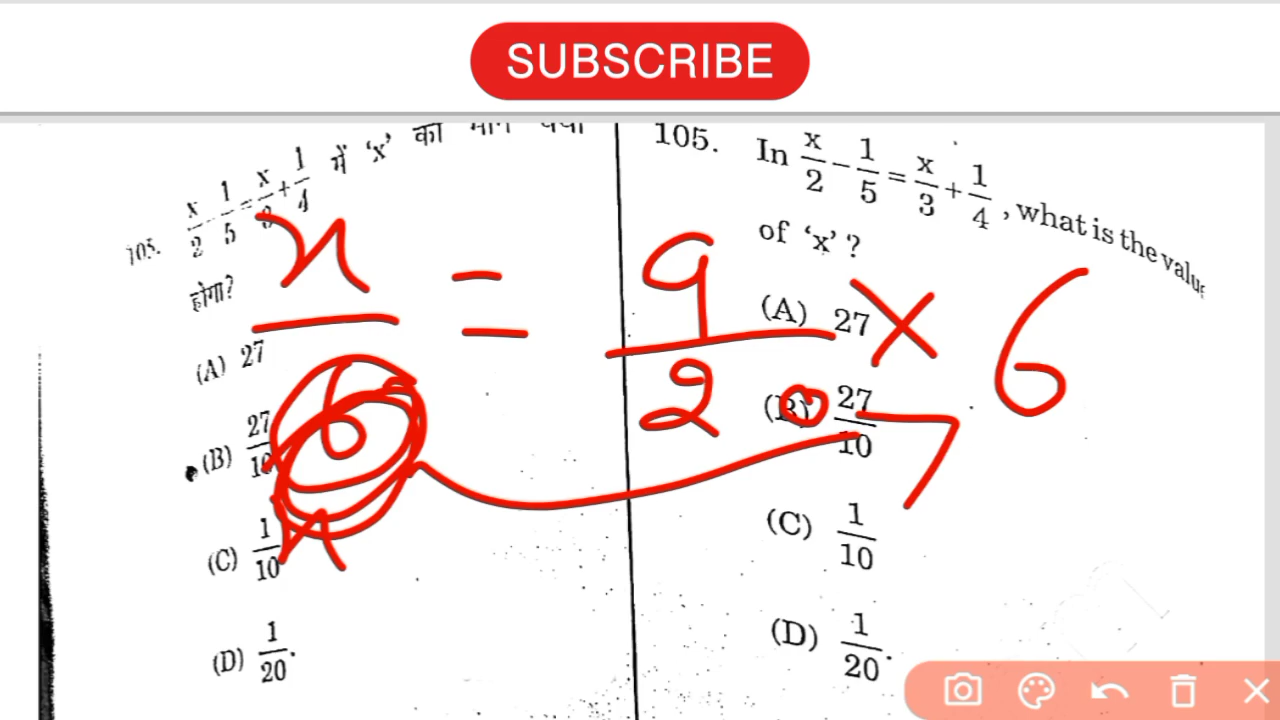 SUBSCRIBE
105. x/2 - 1/5 = x/3 + 1/4 में 'x' का मान क्या
होगा?
(A) 27
(B) 27/10
(C) 1/10
(D) 1/20.
105. In x/2 - 1/5 = x/3 + 1/4, what is the value
of 'x' ?
(A) 27
(B) 27/10
(C) 1/10
(D) 1/20.
x/6 = 9/20 × 6
x